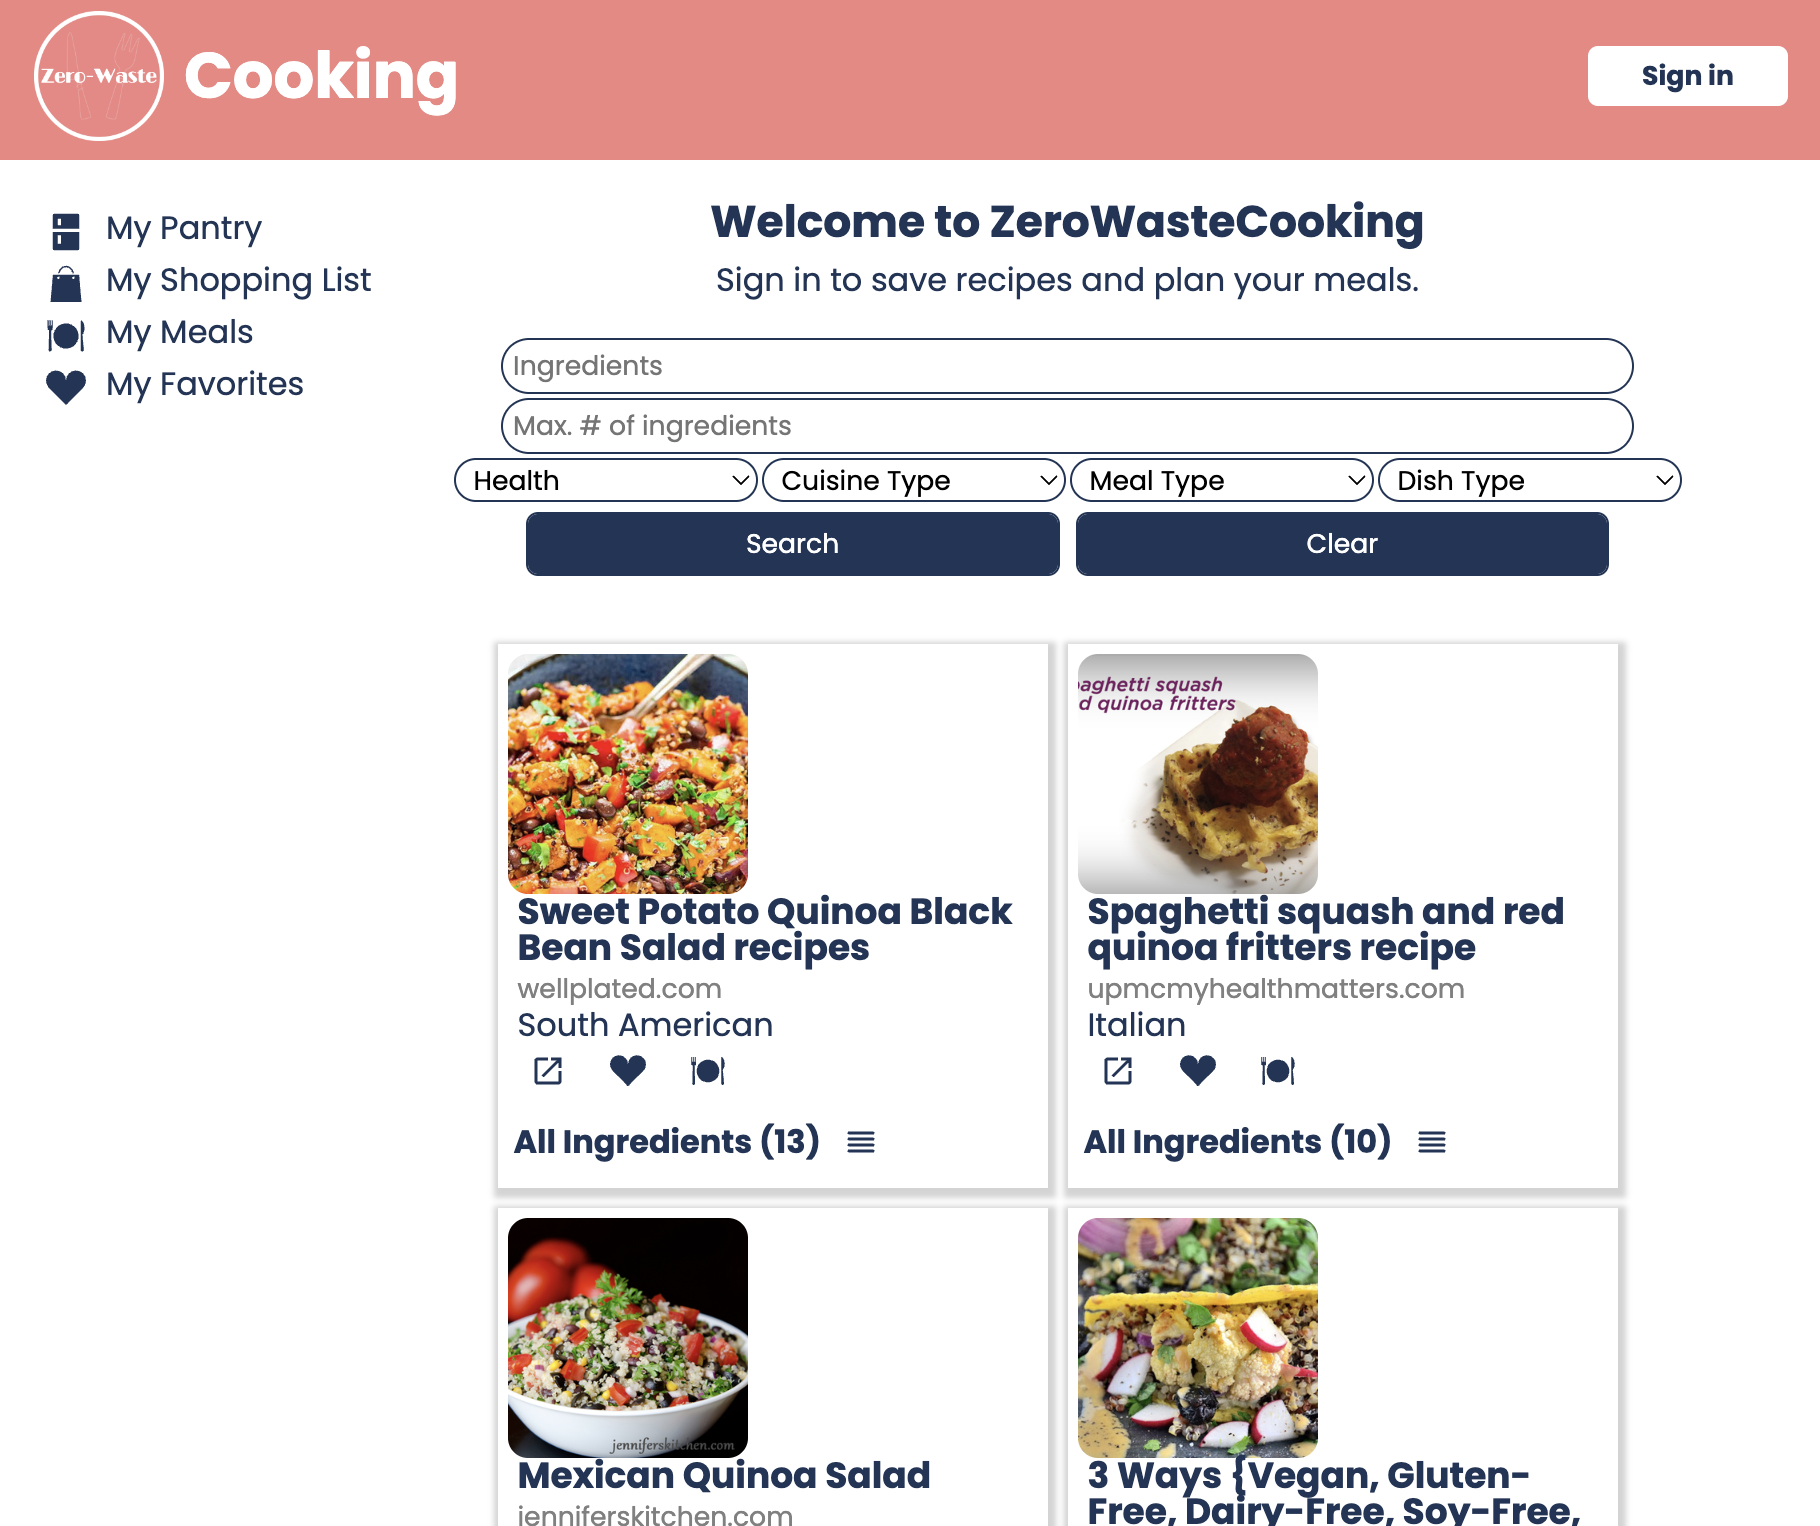 Zero-Waste
Cooking
Sign in
My Pantry
My Shopping List
My Meals
My Favorites
Welcome to ZeroWasteCooking
Sign in to save recipes and plan your meals.
Ingredients
Max. # of ingredients
Health
Cuisine Type
Meal Type
Dish Type
Search
Clear
aghetti squash
d quinoa fritters
Sweet Potato Quinoa Black
Bean Salad recipes
wellplated.com
South American
All Ingredients (13)
Spaghetti squash and red
quinoa fritters recipe
upmcmyhealthmatters.com
Italian
All Ingredients (10)
jenniferskitchen.com
Mexican Quinoa Salad
jenniferskitchen.com
3 Ways {Vegan, Gluten-
Free, Dairy-Free, Soy-Free,